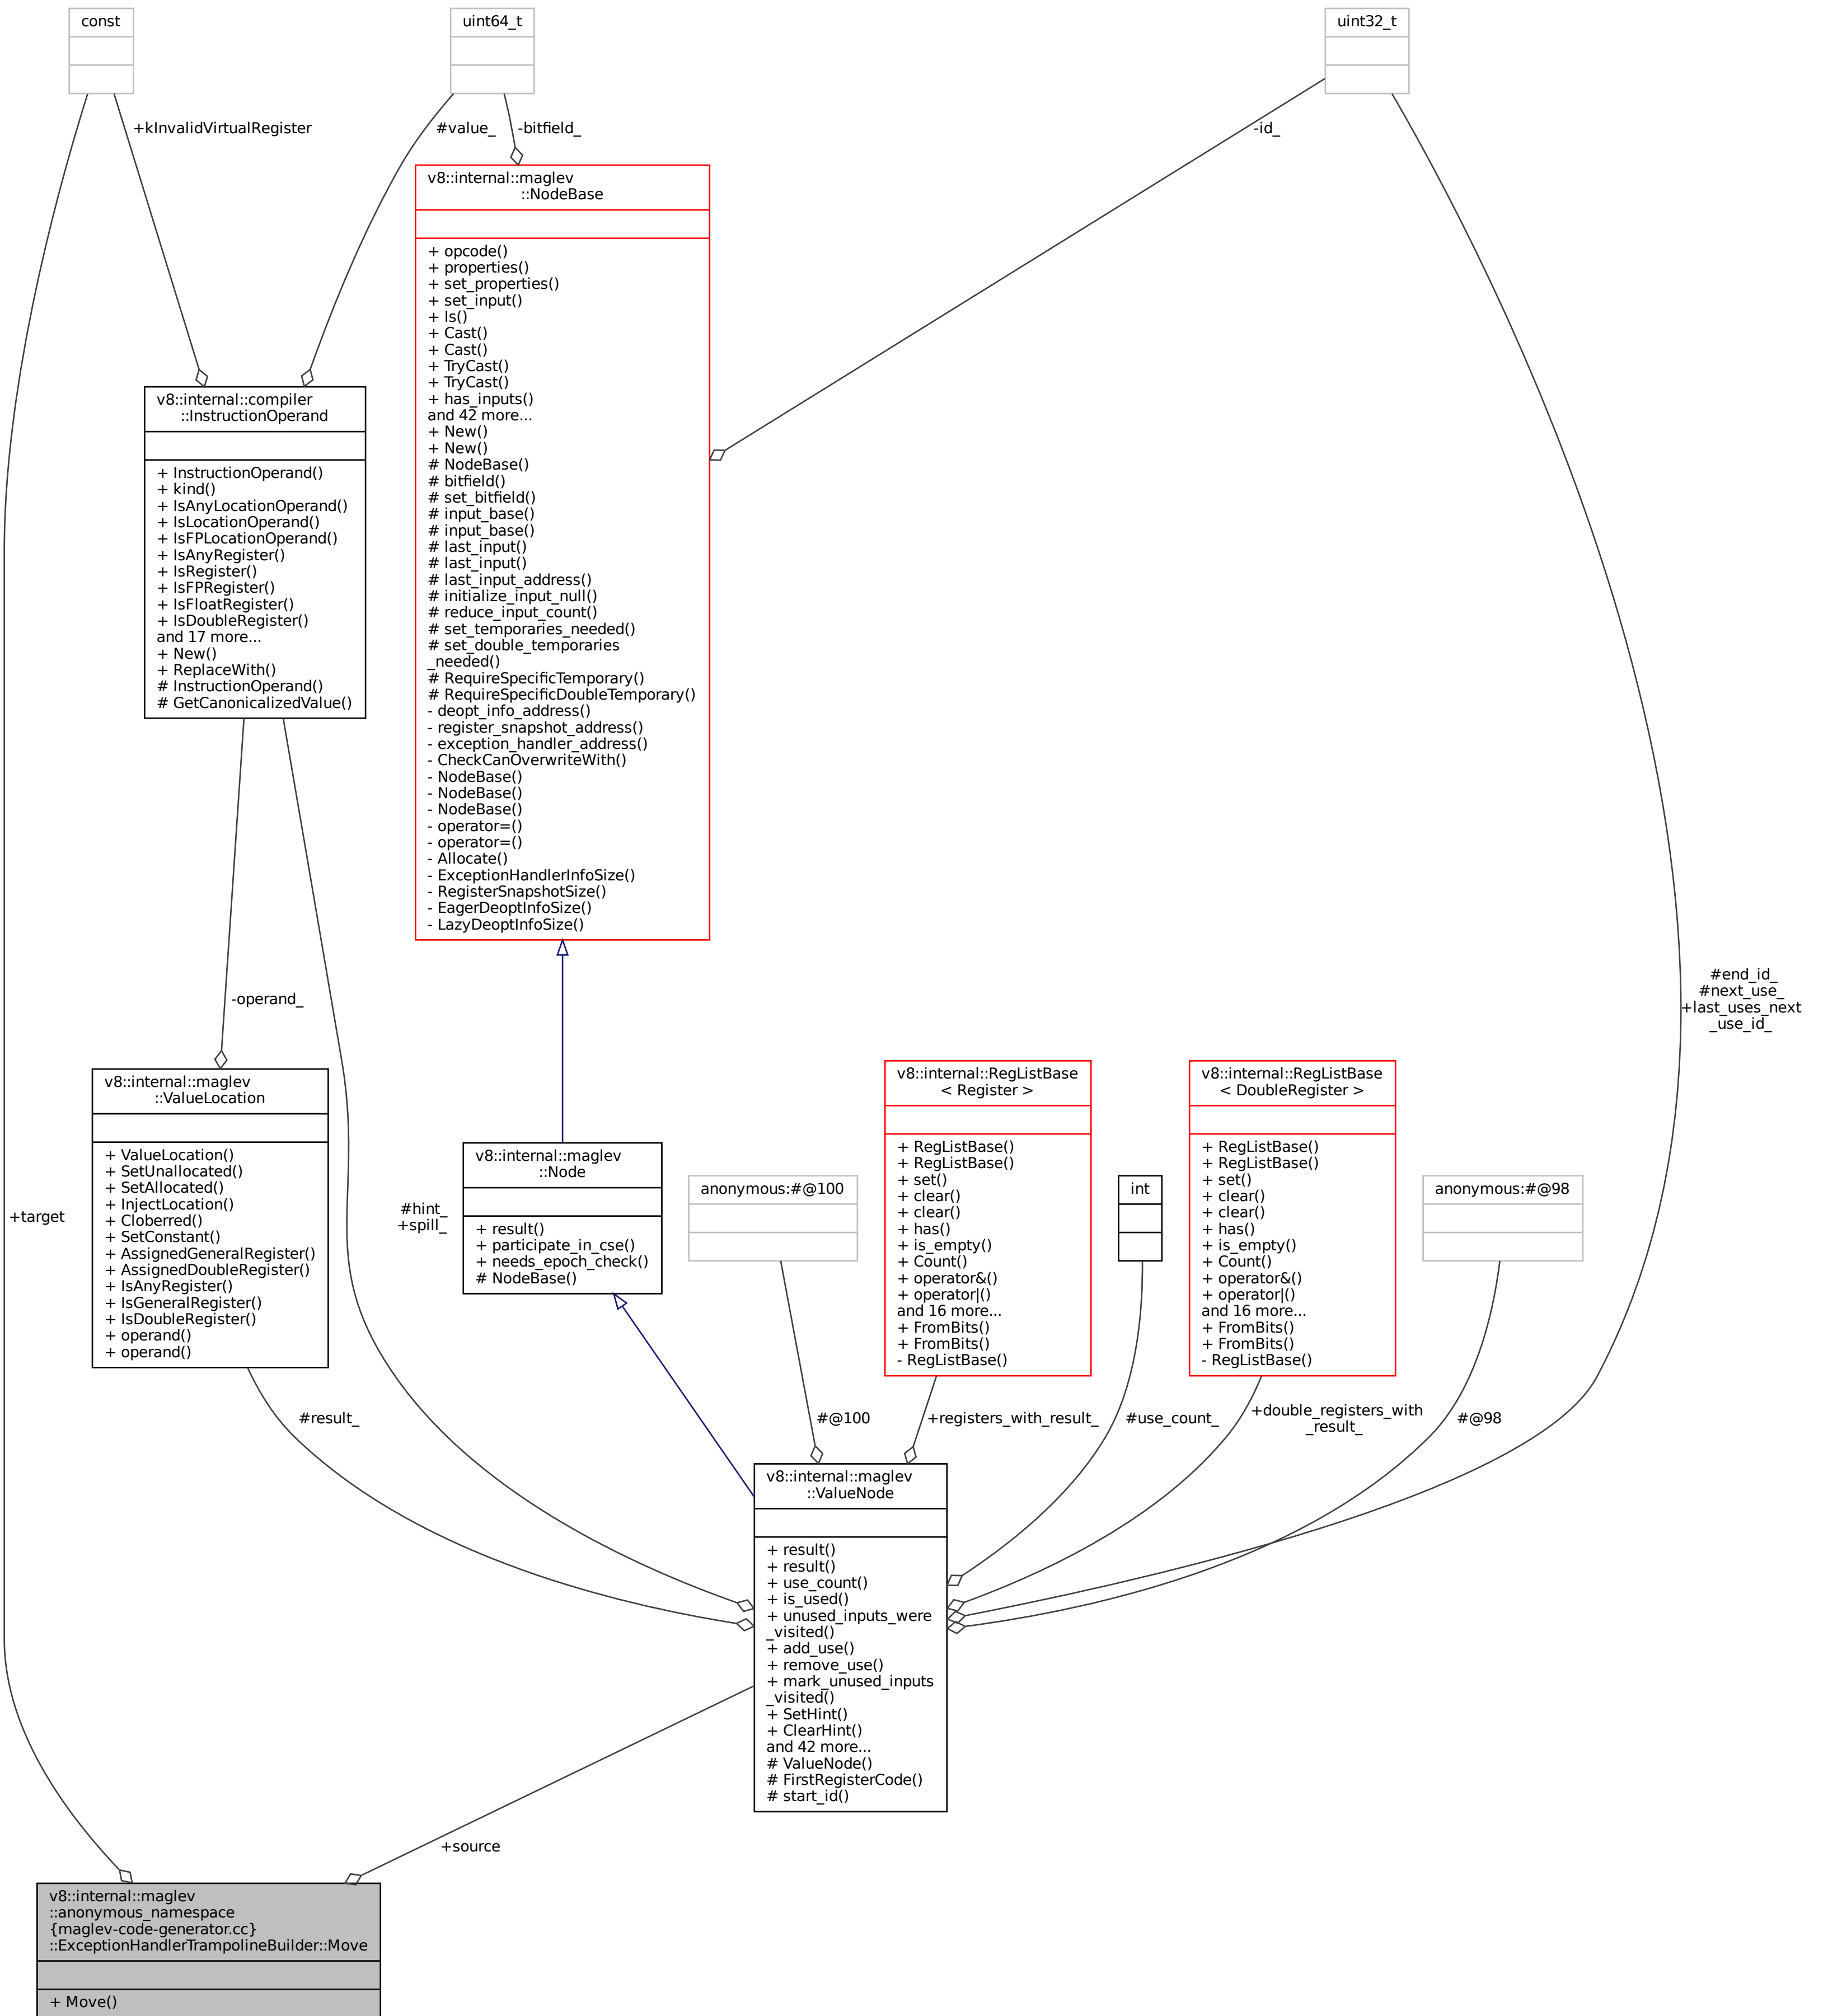 const
uint64_t
uint32_t
+kInvalidVirtualRegister
#value_
-bitfield_
-id_
v8::internal::maglev
::NodeBase
+ opcode()
+ properties()
+ set_properties()
+ set_input()
+ Is()
+ Cast()
+ Cast()
+ TryCast()
+ TryCast()
+ has_inputs()
and 42 more...
+ New()
+ New()
# NodeBase()
# bitfield()
# set_bitfield()
# input_base()
# input_base()
# last_input()
# last_input()
# last_input_address()
# initialize_input_null()
# reduce_input_count()
# set_temporaries_needed()
# set_double_temporaries
_needed()
# RequireSpecificTemporary()
# RequireSpecificDoubleTemporary()
- deopt_info_address()
- register_snapshot_address()
- exception_handler_address()
- CheckCanOverwriteWith()
- NodeBase()
- NodeBase()
- NodeBase()
- operator=()
- operator=()
- Allocate()
- ExceptionHandlerInfoSize()
- RegisterSnapshotSize()
- EagerDeoptInfoSize()
- LazyDeoptInfoSize()
v8::internal::compiler
::InstructionOperand
+ InstructionOperand()
+ kind()
+ IsAnyLocationOperand()
+ IsLocationOperand()
+ IsFPLocationOperand()
+ IsAnyRegister()
+ IsRegister()
+ IsFPRegister()
+ IsFloatRegister()
+ IsDoubleRegister()
and 17 more...
+ New()
+ ReplaceWith()
# InstructionOperand()
# GetCanonicalizedValue()
-operand_
#end_id_
#next_use_
+last_uses_next
_use_id_
v8::internal::maglev
::ValueLocation
+ ValueLocation()
+ SetUnallocated()
+ SetAllocated()
+ InjectLocation()
+ Cloberred()
+ SetConstant()
+ AssignedGeneralRegister()
+ AssignedDoubleRegister()
+ IsAnyRegister()
+ IsGeneralRegister()
+ IsDoubleRegister()
+ operand()
+ operand()
+target
#hint_
+spill_
v8::internal::maglev
::Node
+ result()
+ participate_in_cse()
+ needs_epoch_check()
# NodeBase()
anonymous:#@100
v8::internal::RegListBase
< Register >
+ RegListBase()
+ RegListBase()
+ set()
+ clear()
+ clear()
+ has()
+ is_empty()
+ Count()
+ operator&()
+ operator|()
and 16 more...
+ FromBits()
+ FromBits()
- RegListBase()
int
v8::internal::RegListBase
< DoubleRegister >
+ RegListBase()
+ RegListBase()
+ set()
+ clear()
+ clear()
+ has()
+ is_empty()
+ Count()
+ operator&()
+ operator|()
and 16 more...
+ FromBits()
+ FromBits()
- RegListBase()
anonymous:#@98
#result_
#@100
+registers_with_result_
#use_count_
+double_registers_with
_result_
#@98
v8::internal::maglev
::ValueNode
+ result()
+ result()
+ use_count()
+ is_used()
+ unused_inputs_were
_visited()
+ add_use()
+ remove_use()
+ mark_unused_inputs
_visited()
+ SetHint()
+ ClearHint()
and 42 more...
# ValueNode()
# FirstRegisterCode()
# start_id()
+source
v8::internal::maglev
::anonymous_namespace
{maglev-code-generator.cc}
::ExceptionHandlerTrampolineBuilder::Move
+ Move()